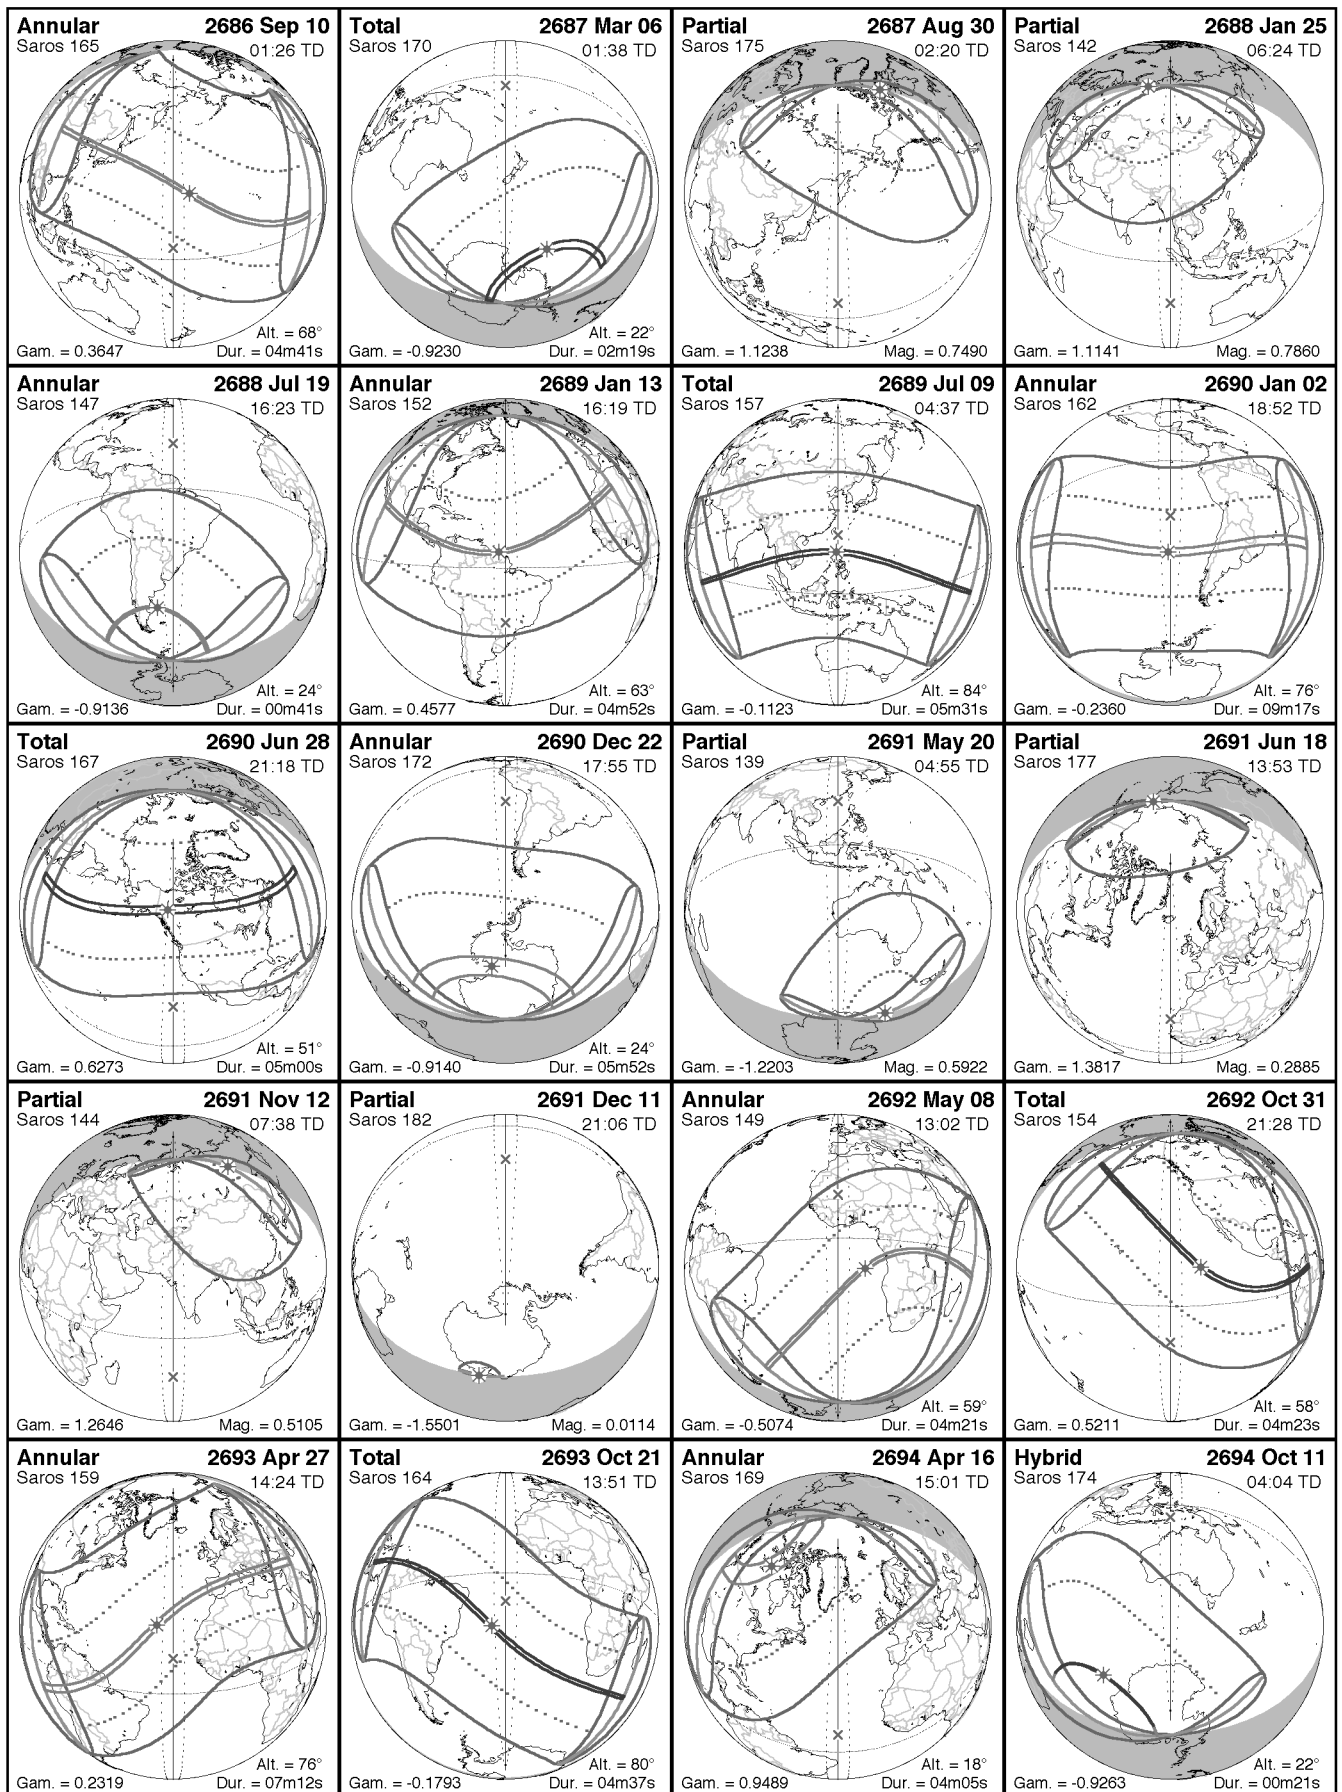 Annular 2686 Sep 10
Saros 165 01:26 TD
Alt. = 68°
Gam. = 0.3647 Dur. = 04m41s
Total 2687 Mar 06
Saros 170 01:38 TD
Alt. = 22°
Gam. = -0.9230 Dur. = 02m19s
Partial 2687 Aug 30
Saros 175 02:20 TD
Gam. = 1.1238 Mag. = 0.7490
Partial 2688 Jan 25
Saros 142 06:24 TD
Gam. = 1.1141 Mag. = 0.7860
Annular 2688 Jul 19
Saros 147 16:23 TD
Alt. = 24°
Gam. = -0.9136 Dur. = 00m41s
Annular 2689 Jan 13
Saros 152 16:19 TD
Alt. = 63°
Gam. = 0.4577 Dur. = 04m52s
Total 2689 Jul 09
Saros 157 04:37 TD
Alt. = 84°
Gam. = -0.1123 Dur. = 05m31s
Annular 2690 Jan 02
Saros 162 18:52 TD
Alt. = 76°
Gam. = -0.2360 Dur. = 09m17s
Total 2690 Jun 28
Saros 167 21:18 TD
Alt. = 51°
Gam. = 0.6273 Dur. = 05m00s
Annular 2690 Dec 22
Saros 172 17:55 TD
Alt. = 24°
Gam. = -0.9140 Dur. = 05m52s
Partial 2691 May 20
Saros 139 04:55 TD
Gam. = -1.2203 Mag. = 0.5922
Partial 2691 Jun 18
Saros 177 13:53 TD
Gam. = 1.3817 Mag. = 0.2885
Partial 2691 Nov 12
Saros 144 07:38 TD
Gam. = 1.2646 Mag. = 0.5105
Partial 2691 Dec 11
Saros 182 21:06 TD
Gam. = -1.5501 Mag. = 0.0114
Annular 2692 May 08
Saros 149 13:02 TD
Alt. = 59°
Gam. = -0.5074 Dur. = 04m21s
Total 2692 Oct 31
Saros 154 21:28 TD
Alt. = 58°
Gam. = 0.5211 Dur. = 04m23s
Annular 2693 Apr 27
Saros 159 14:24 TD
Alt. = 76°
Gam. = 0.2319 Dur. = 07m12s
Total 2693 Oct 21
Saros 164 13:51 TD
Alt. = 80°
Gam. = -0.1793 Dur. = 04m37s
Annular 2694 Apr 16
Saros 169 15:01 TD
Alt. = 18°
Gam. = 0.9489 Dur. = 04m05s
Hybrid 2694 Oct 11
Saros 174 04:04 TD
Alt. = 22°
Gam. = -0.9263 Dur. = 00m21s